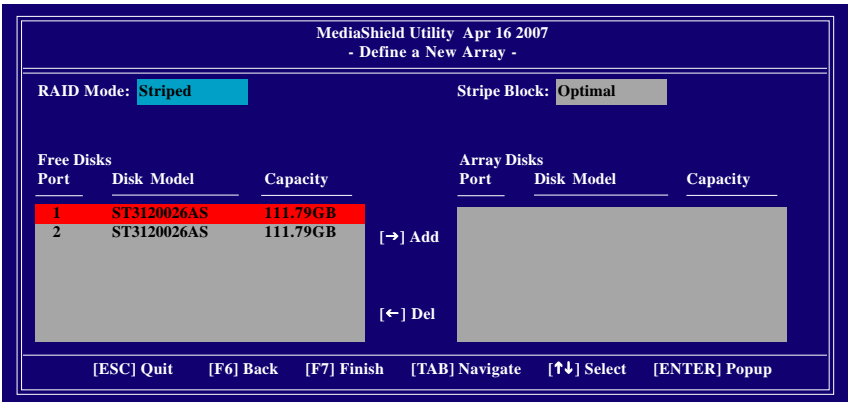 MediaShield Utility Apr 16 2007
- Define a New Array -
RAID Mode: Striped
Stripe Block: Optimal
Free Disks
Port Disk Model Capacity
1 ST3120026AS 111.79GB
2 ST3120026AS 111.79GB
[→] Add
[←] Del
Array Disks
Port Disk Model Capacity
[ESC] Quit [F6] Back [F7] Finish [TAB] Navigate [↑↓] Select [ENTER] Popup